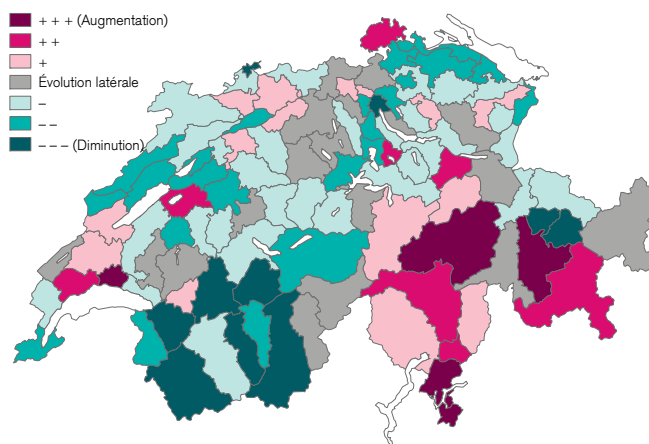 + + + (Augmentation)
+ +
+
Évolution latérale
–
– –
– – – (Diminution)